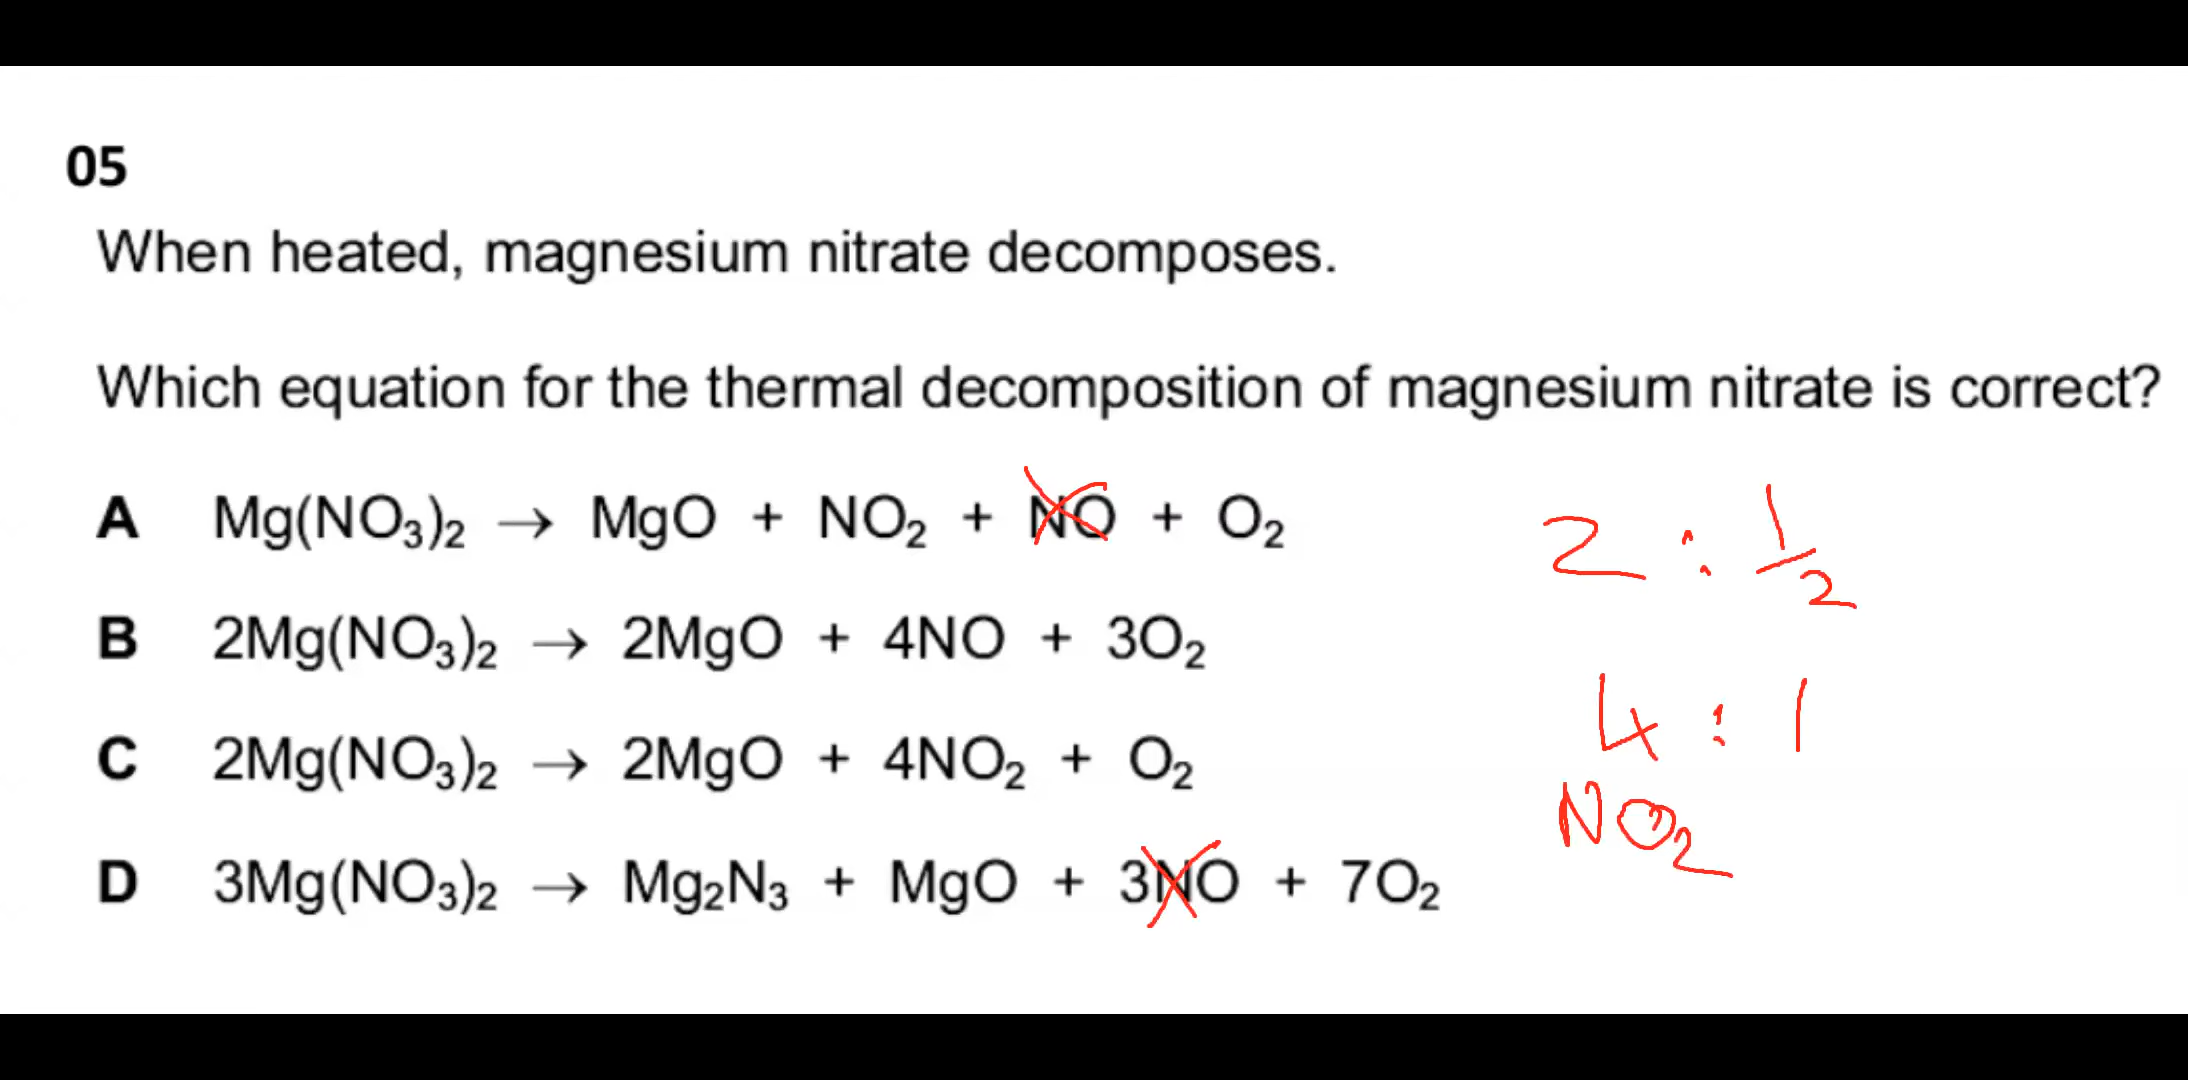 05
When heated, magnesium nitrate decomposes.
Which equation for the thermal decomposition of magnesium nitrate is correct?
A Mg(NO₃)₂ → MgO + NO₂ + NO + O₂
B 2Mg(NO₃)₂ → 2MgO + 4NO + 3O₂
C 2Mg(NO₃)₂ → 2MgO + 4NO₂ + O₂
D 3Mg(NO₃)₂ → Mg₂N₃ + MgO + 3NO + 7O₂
2 : 1/2
4 : 1
NO₂